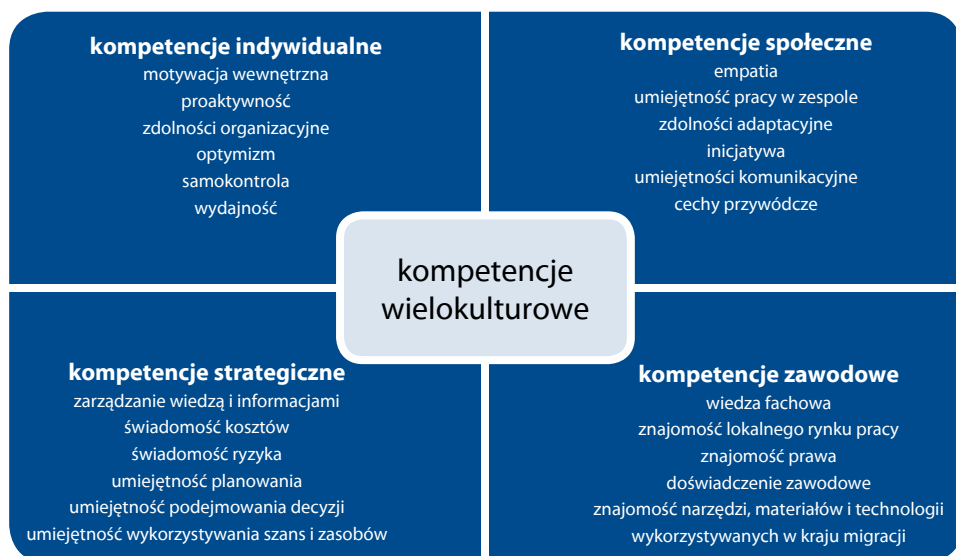 kompetencje indywidualne
motywacja wewnętrzna
proaktywność
zdolności organizacyjne
optymizm
samokontrola
wydajność
kompetencje społeczne
empatia
umiejętność pracy w zespole
zdolności adaptacyjne
inicjatywa
umiejętności komunikacyjne
cechy przywódcze
kompetencje
wielokulturowe
kompetencje strategiczne
zarządzanie wiedzą i informacjami
świadomość kosztów
świadomość ryzyka
umiejętność planowania
umiejętność podejmowania decyzji
umiejętność wykorzystywania szans i zasobów
kompetencje zawodowe
wiedza fachowa
znajomość lokalnego rynku pracy
znajomość prawa
doświadczenie zawodowe
znajomość narzędzi, materiałów i technologii
wykorzystywanych w kraju migracji